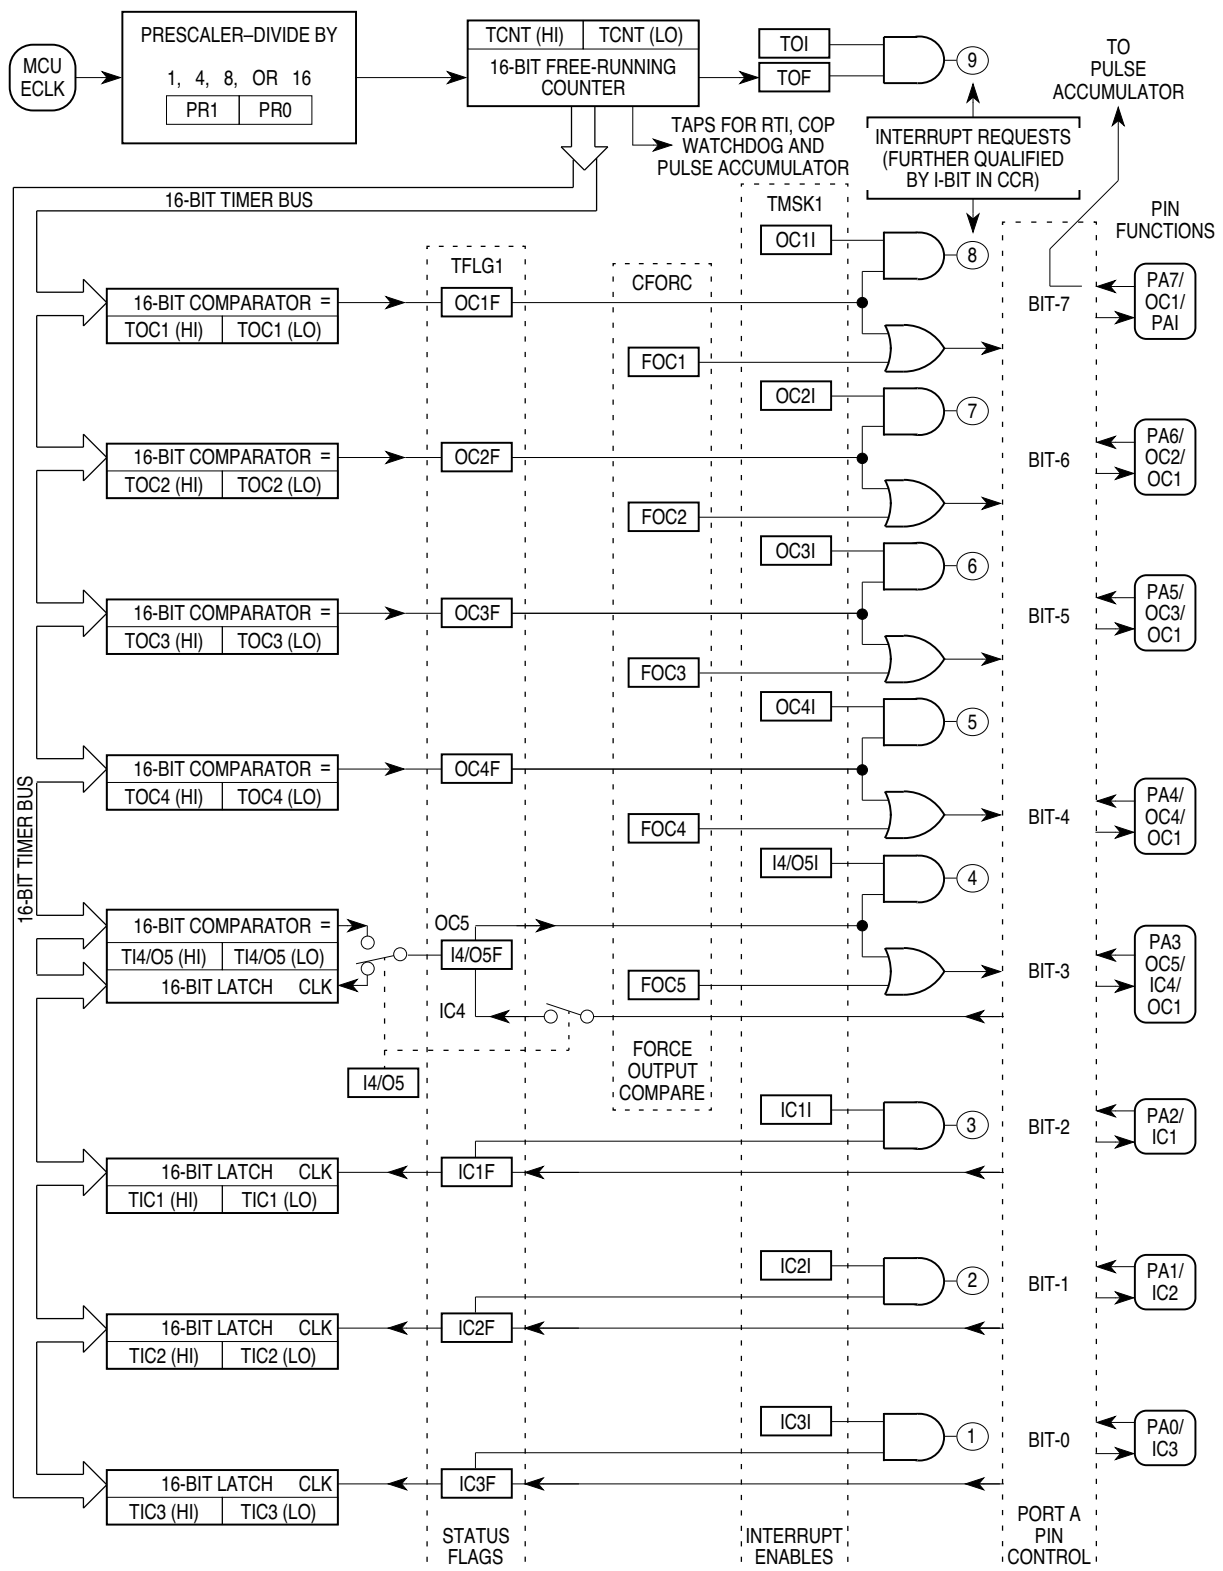 MCU
ECLK
PRESCALER–DIVIDE BY
1, 4, 8, OR 16
PR1 PR0
TCNT (HI) TCNT (LO)
16-BIT FREE-RUNNING
COUNTER
TOI
TOF
9
TO
PULSE
ACCUMULATOR
TAPS FOR RTI, COP
WATCHDOG AND
PULSE ACCUMULATOR
INTERRUPT REQUESTS
(FURTHER QUALIFIED
BY I-BIT IN CCR)
16-BIT TIMER BUS
16-BIT TIMER BUS
TMSK1
PIN
FUNCTIONS
TFLG1
CFORC
OC1I
8
16-BIT COMPARATOR =
TOC1 (HI) TOC1 (LO)
OC1F
FOC1
BIT-7
PA7/
OC1/
PAI
OC2I
7
16-BIT COMPARATOR =
TOC2 (HI) TOC2 (LO)
OC2F
FOC2
BIT-6
PA6/
OC2/
OC1
OC3I
6
16-BIT COMPARATOR =
TOC3 (HI) TOC3 (LO)
OC3F
FOC3
BIT-5
PA5/
OC3/
OC1
OC4I
5
16-BIT COMPARATOR =
TOC4 (HI) TOC4 (LO)
OC4F
FOC4
BIT-4
PA4/
OC4/
OC1
I4/O5I
4
16-BIT COMPARATOR =
TI4/O5 (HI) TI4/O5 (LO)
16-BIT LATCH CLK
OC5
I4/O5F
IC4
FOC5
BIT-3
PA3
OC5/
IC4/
OC1
I4/O5
FORCE
OUTPUT
COMPARE
IC1I
3
16-BIT LATCH CLK
TIC1 (HI) TIC1 (LO)
IC1F
BIT-2
PA2/
IC1
IC2I
2
16-BIT LATCH CLK
TIC2 (HI) TIC2 (LO)
IC2F
BIT-1
PA1/
IC2
IC3I
1
16-BIT LATCH CLK
TIC3 (HI) TIC3 (LO)
IC3F
BIT-0
PA0/
IC3
STATUS
FLAGS
INTERRUPT
ENABLES
PORT A
PIN
CONTROL